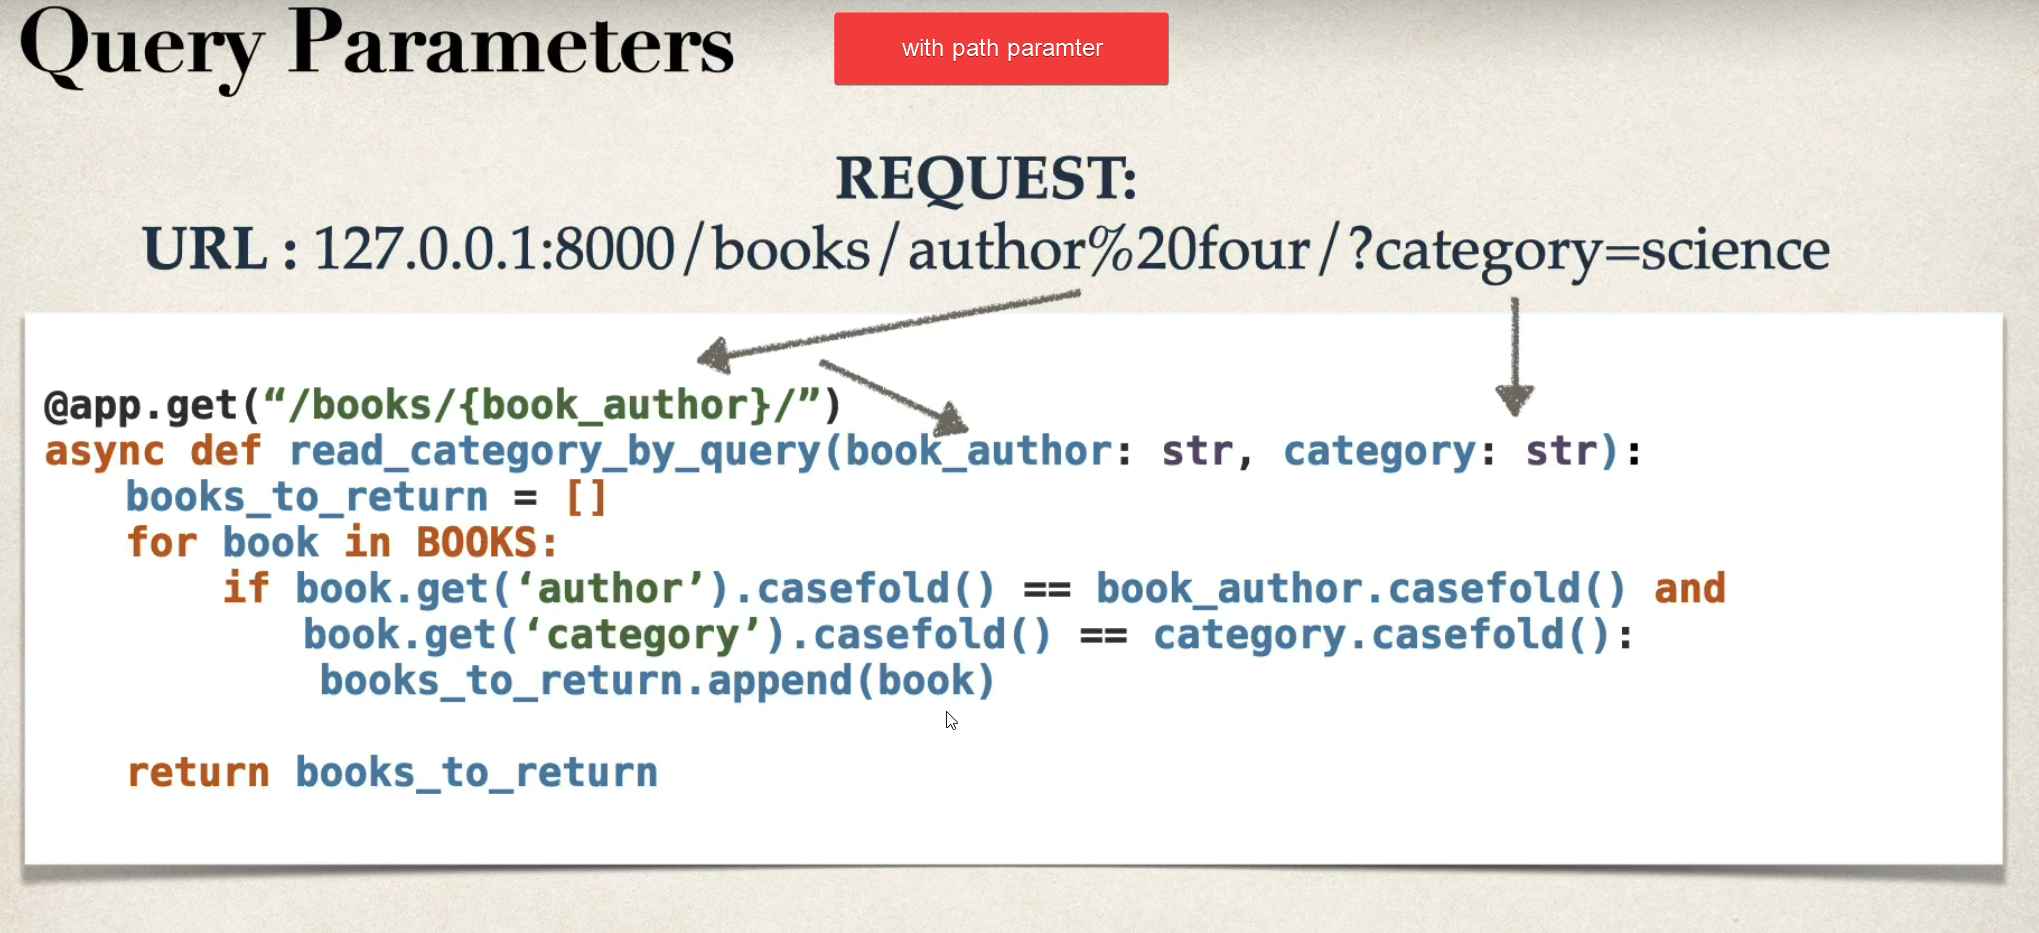 Query Parameters
with path paramter
REQUEST:
URL : 127.0.0.1:8000/books/author%20four/?category=science
@app.get(“/books/{book_author}/”)
async def read_category_by_query(book_author: str, category: str):
books_to_return = []
for book in BOOKS:
if book.get(‘author’).casefold() == book_author.casefold() and
book.get(‘category’).casefold() == category.casefold():
books_to_return.append(book)
return books_to_return